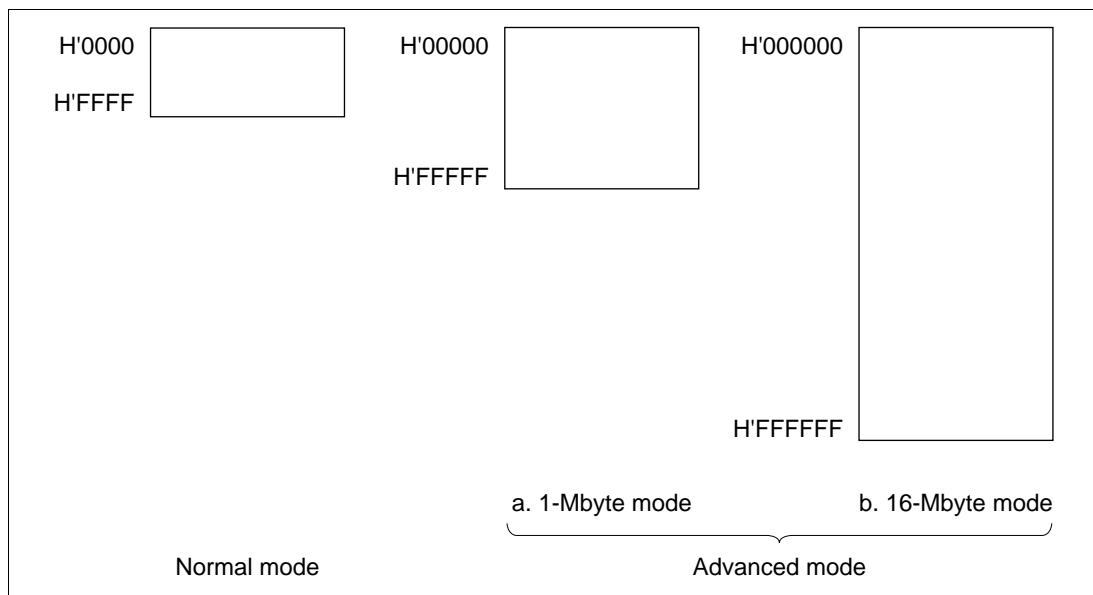 H'0000
H'FFFF
H'00000
H'FFFFF
H'000000
H'FFFFFF
a. 1-Mbyte mode
b. 16-Mbyte mode
Normal mode
Advanced mode